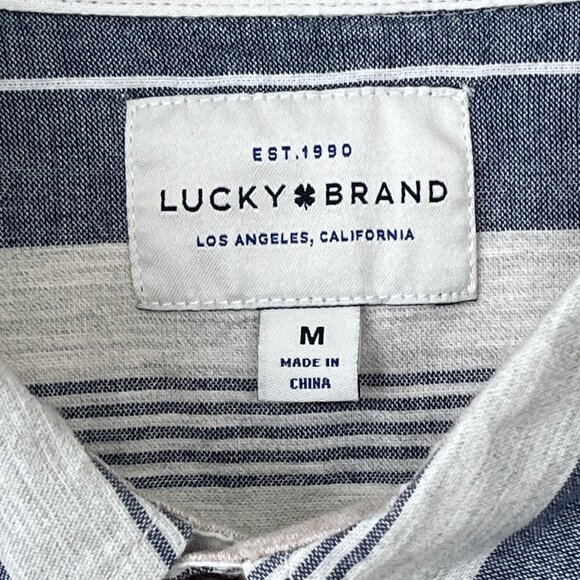 EST.1990
LUCKY BRAND
LOS ANGELES, CALIFORNIA
M
MADE IN
CHINA